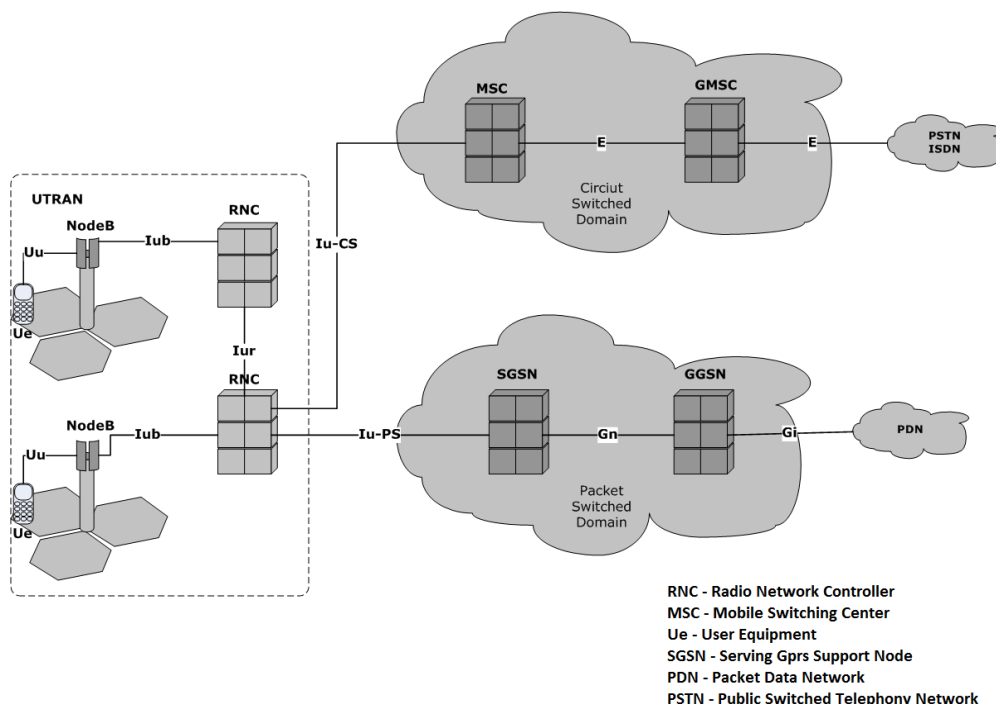 MSC
GMSC
E
E
PSTN
ISDN
Circiut
Switched
Domain
UTRAN
RNC
NodeB
Iub
Uu
Iu-CS
Ue
Iur
RNC
SGSN
GGSN
NodeB
Iub
Iu-PS
Gn
Gi
PDN
Uu
Ue
Packet
Switched
Domain
RNC - Radio Network Controller
MSC - Mobile Switching Center
Ue - User Equipment
SGSN - Serving Gprs Support Node
PDN - Packet Data Network
PSTN - Public Switched Telephony Network